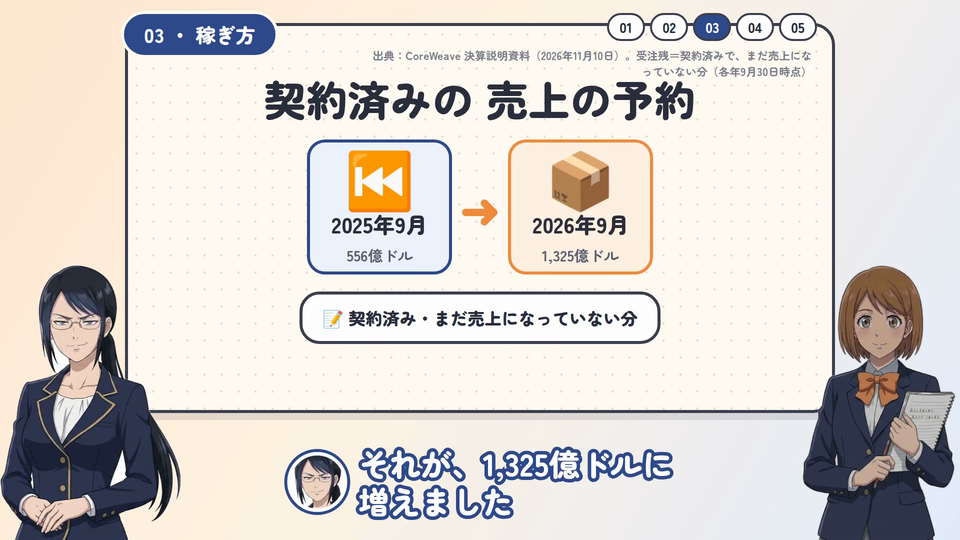 03 ・ 稼ぎ方
01 02 03 04 05
出典：CoreWeave 決算説明資料（2026年11月10日）。受注残＝契約済みで、まだ売上にな
っていない分（各年9月30日時点）
契約済みの 売上の予約
2025年9月
556億ドル
2026年9月
1,325億ドル
契約済み・まだ売上になっていない分
それが、1,325億ドルに
増えました